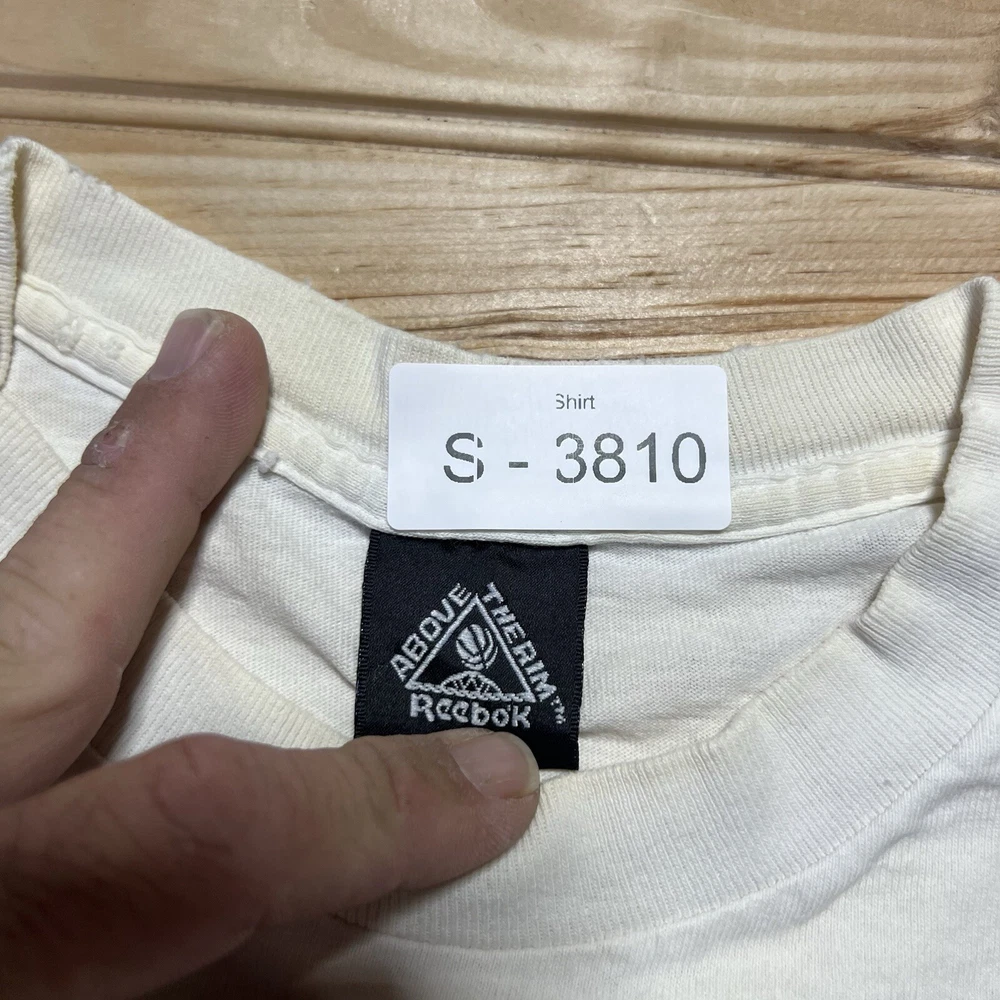 Shirt
S - 3810
ABOVE THE RIM™
Reebok